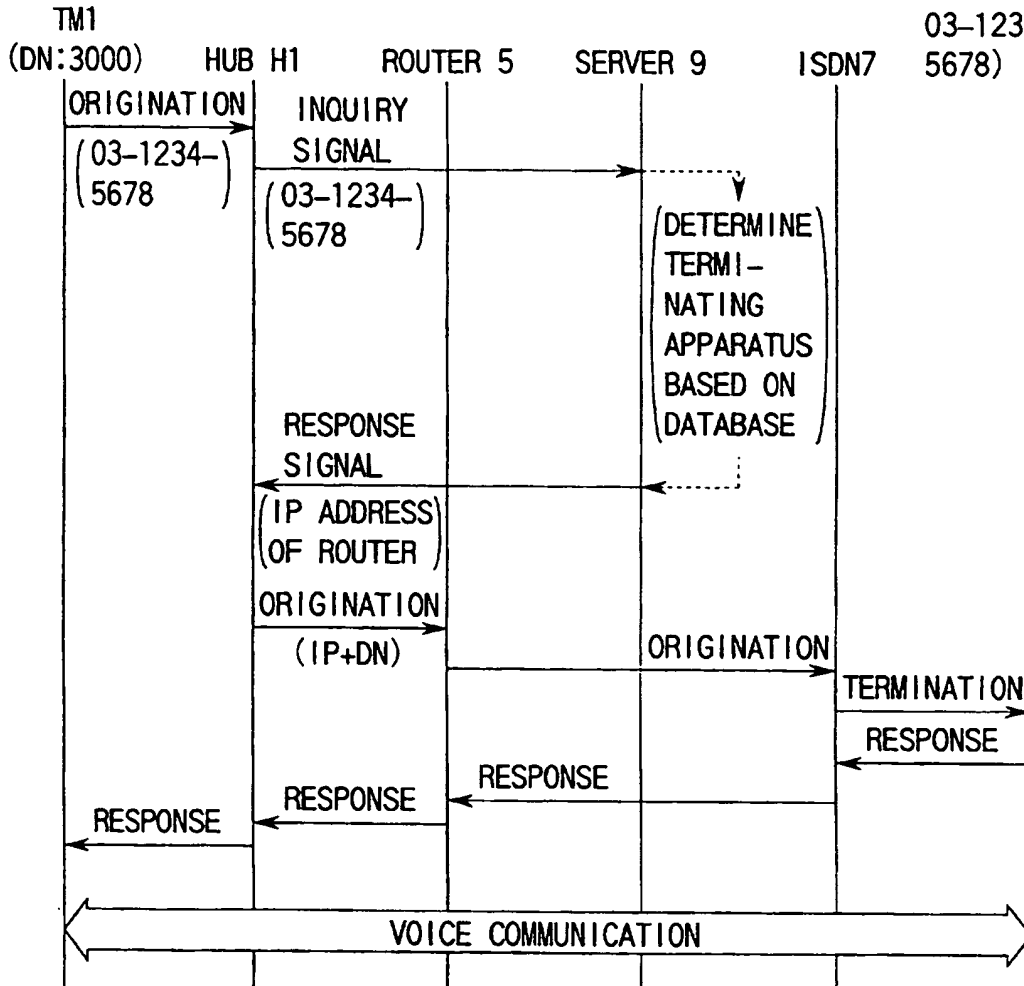 TM1
(DN:3000)
HUB H1
ROUTER 5
SERVER 9
ISDN7
03-123
5678)
ORIGINATION
(03-1234-
5678)
INQUIRY
SIGNAL
(03-1234-
5678)
(DETERMINE
TERMI-
NATING
APPARATUS
BASED ON
DATABASE)
RESPONSE
SIGNAL
(IP ADDRESS
OF ROUTER)
ORIGINATION
(IP+DN)
ORIGINATION
TERMINATION
RESPONSE
RESPONSE
RESPONSE
RESPONSE
VOICE COMMUNICATION